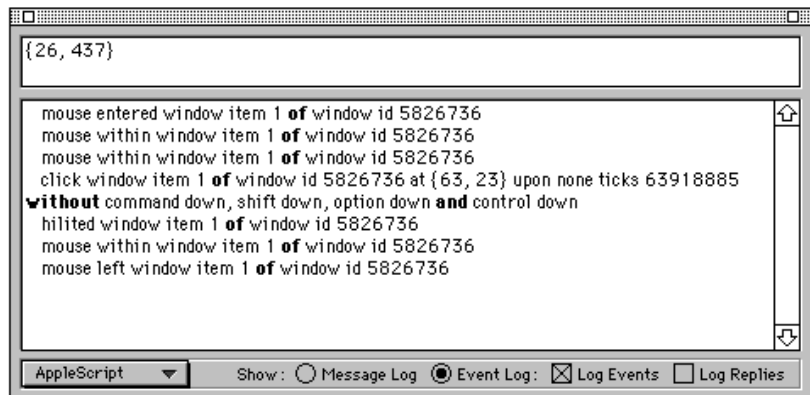 {26, 437}
mouse entered window item 1 of window id 5826736
mouse within window item 1 of window id 5826736
mouse within window item 1 of window id 5826736
click window item 1 of window id 5826736 at {63, 23} upon none ticks 63918885
without command down, shift down, option down and control down
hilited window item 1 of window id 5826736
mouse within window item 1 of window id 5826736
mouse left window item 1 of window id 5826736
AppleScript Show: Message Log Event Log: Log Events Log Replies